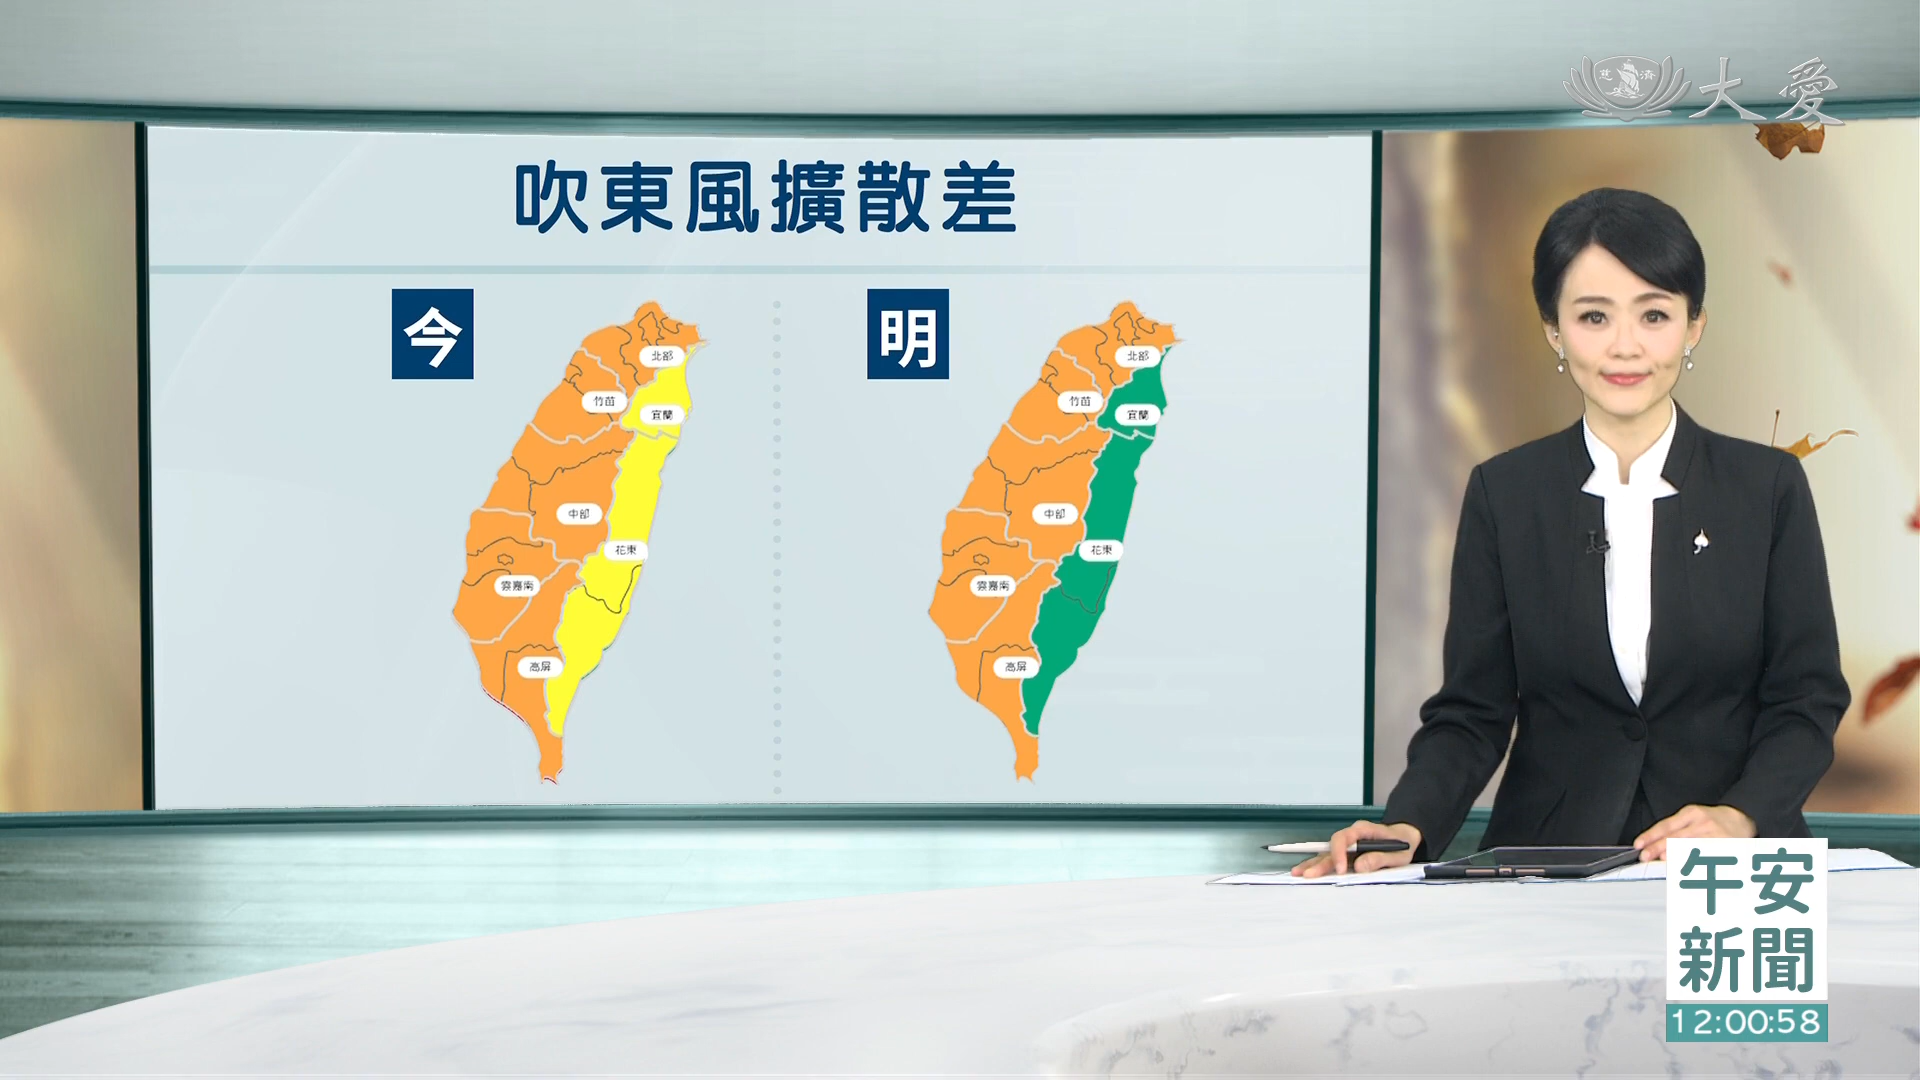 慈濟
大愛
吹東風擴散差
今
北部
竹苗
宜蘭
中部
花東
雲嘉南
高屏
明
北部
竹苗
宜蘭
中部
花東
雲嘉南
高屏
午安
新聞
12:00:58